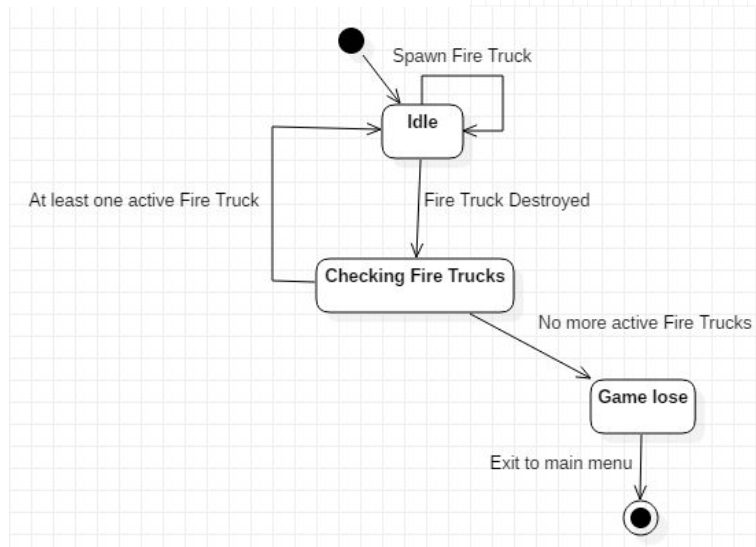 Spawn Fire Truck
Idle
At least one active Fire Truck
Fire Truck Destroyed
Checking Fire Trucks
No more active Fire Trucks
Game lose
Exit to main menu